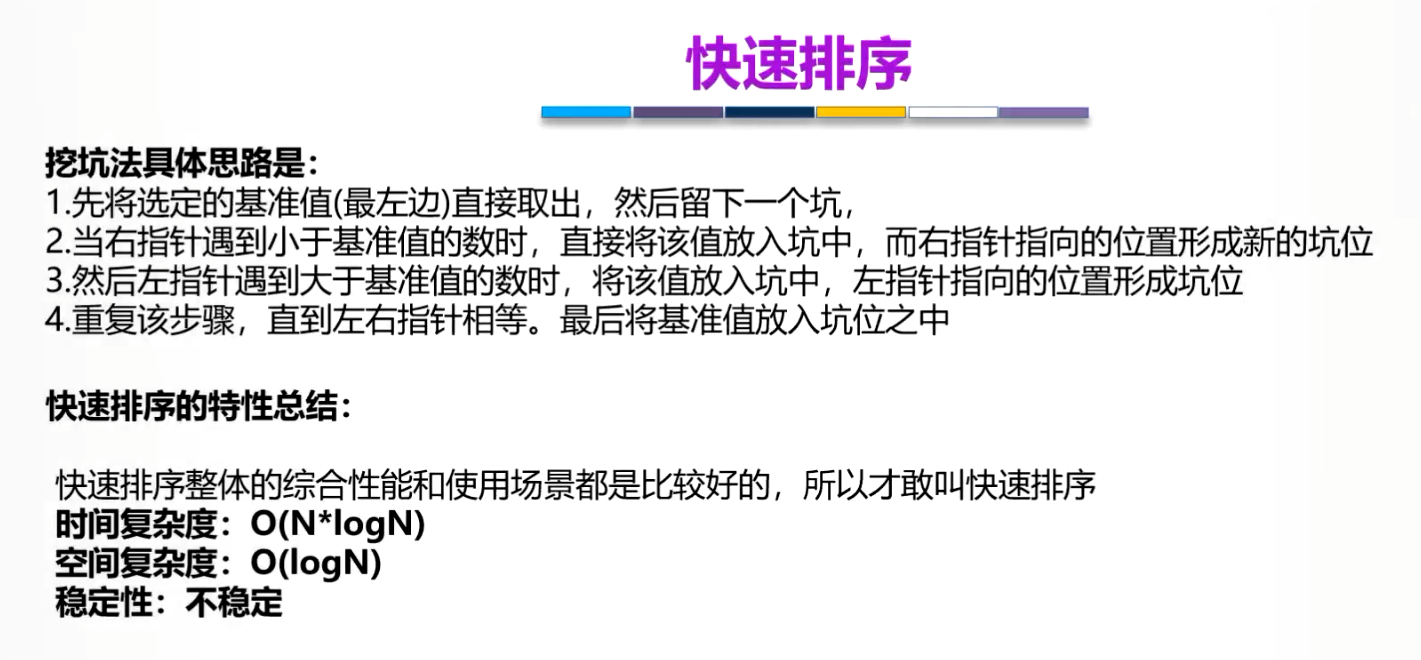 快速排序
挖坑法具体思路是：
1.先将选定的基准值(最左边)直接取出，然后留下一个坑，
2.当右指针遇到小于基准值的数时，直接将该值放入坑中，而右指针指向的位置形成新的坑位
3.然后左指针遇到大于基准值的数时，将该值放入坑中，左指针指向的位置形成坑位
4.重复该步骤，直到左右指针相等。最后将基准值放入坑位之中
快速排序的特性总结：
快速排序整体的综合性能和使用场景都是比较好的，所以才敢叫快速排序
时间复杂度：O(N*logN)
空间复杂度：O(logN)
稳定性：不稳定